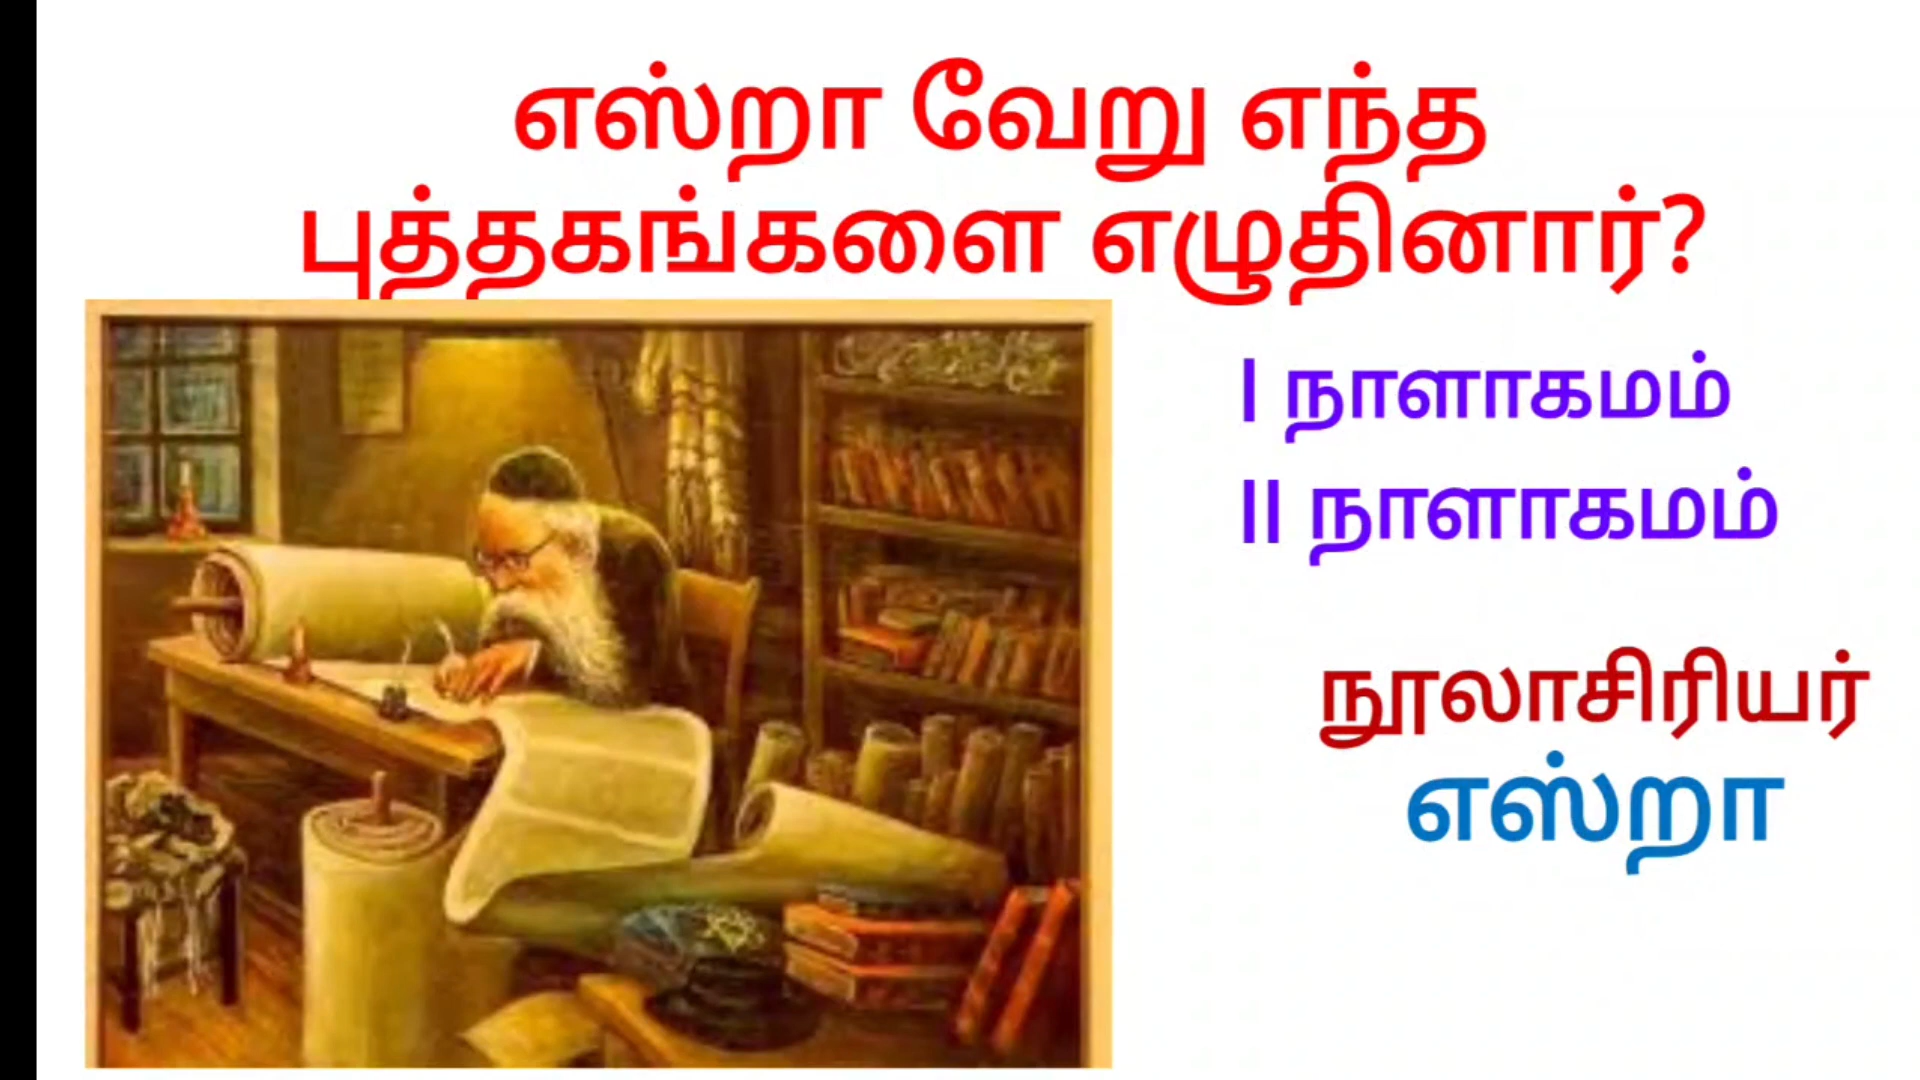 எஸ்றா வேறு எந்த
புத்தகங்களை எழுதினார்?
I நாளாகமம்
II நாளாகமம்
நூலாசிரியர்
எஸ்றா